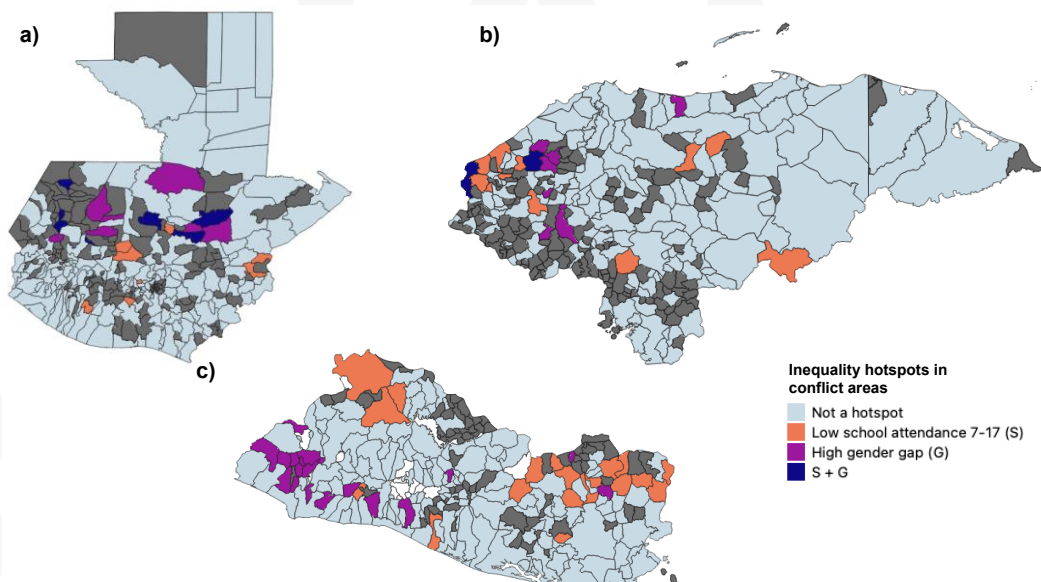 a)
b)
c)
Inequality hotspots in
conflict areas
Not a hotspot
Low school attendance 7-17 (S)
High gender gap (G)
S + G